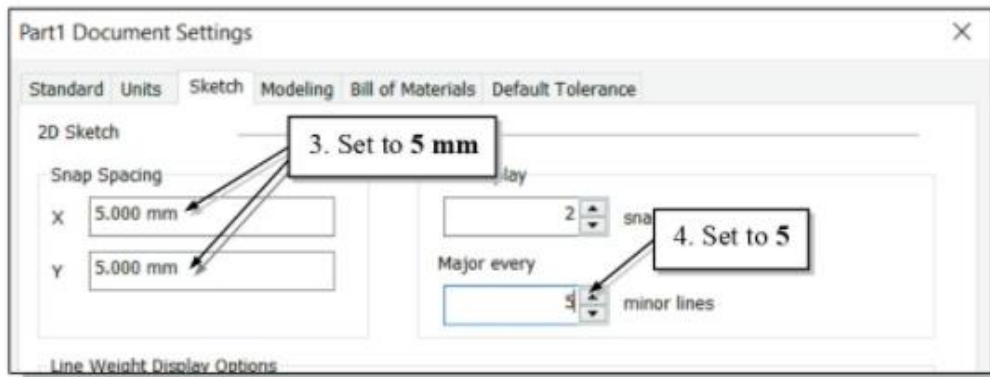 Part1 Document Settings
Standard Units Sketch Modeling Bill of Materials Default Tolerance
2D Sketch
3. Set to 5 mm
Snap Spacing
X 5.000 mm
2
4. Set to 5
Y 5.000 mm
Major every
5 minor lines
Line Weight Display Options